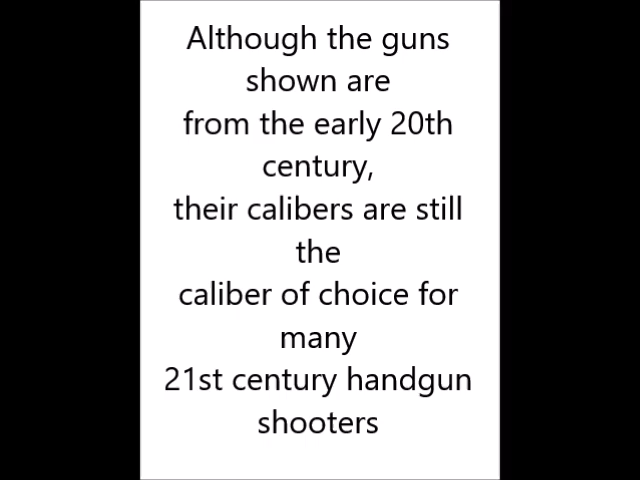 Although the guns
shown are
from the early 20th
century,
their calibers are still
the
caliber of choice for
many
21st century handgun
shooters